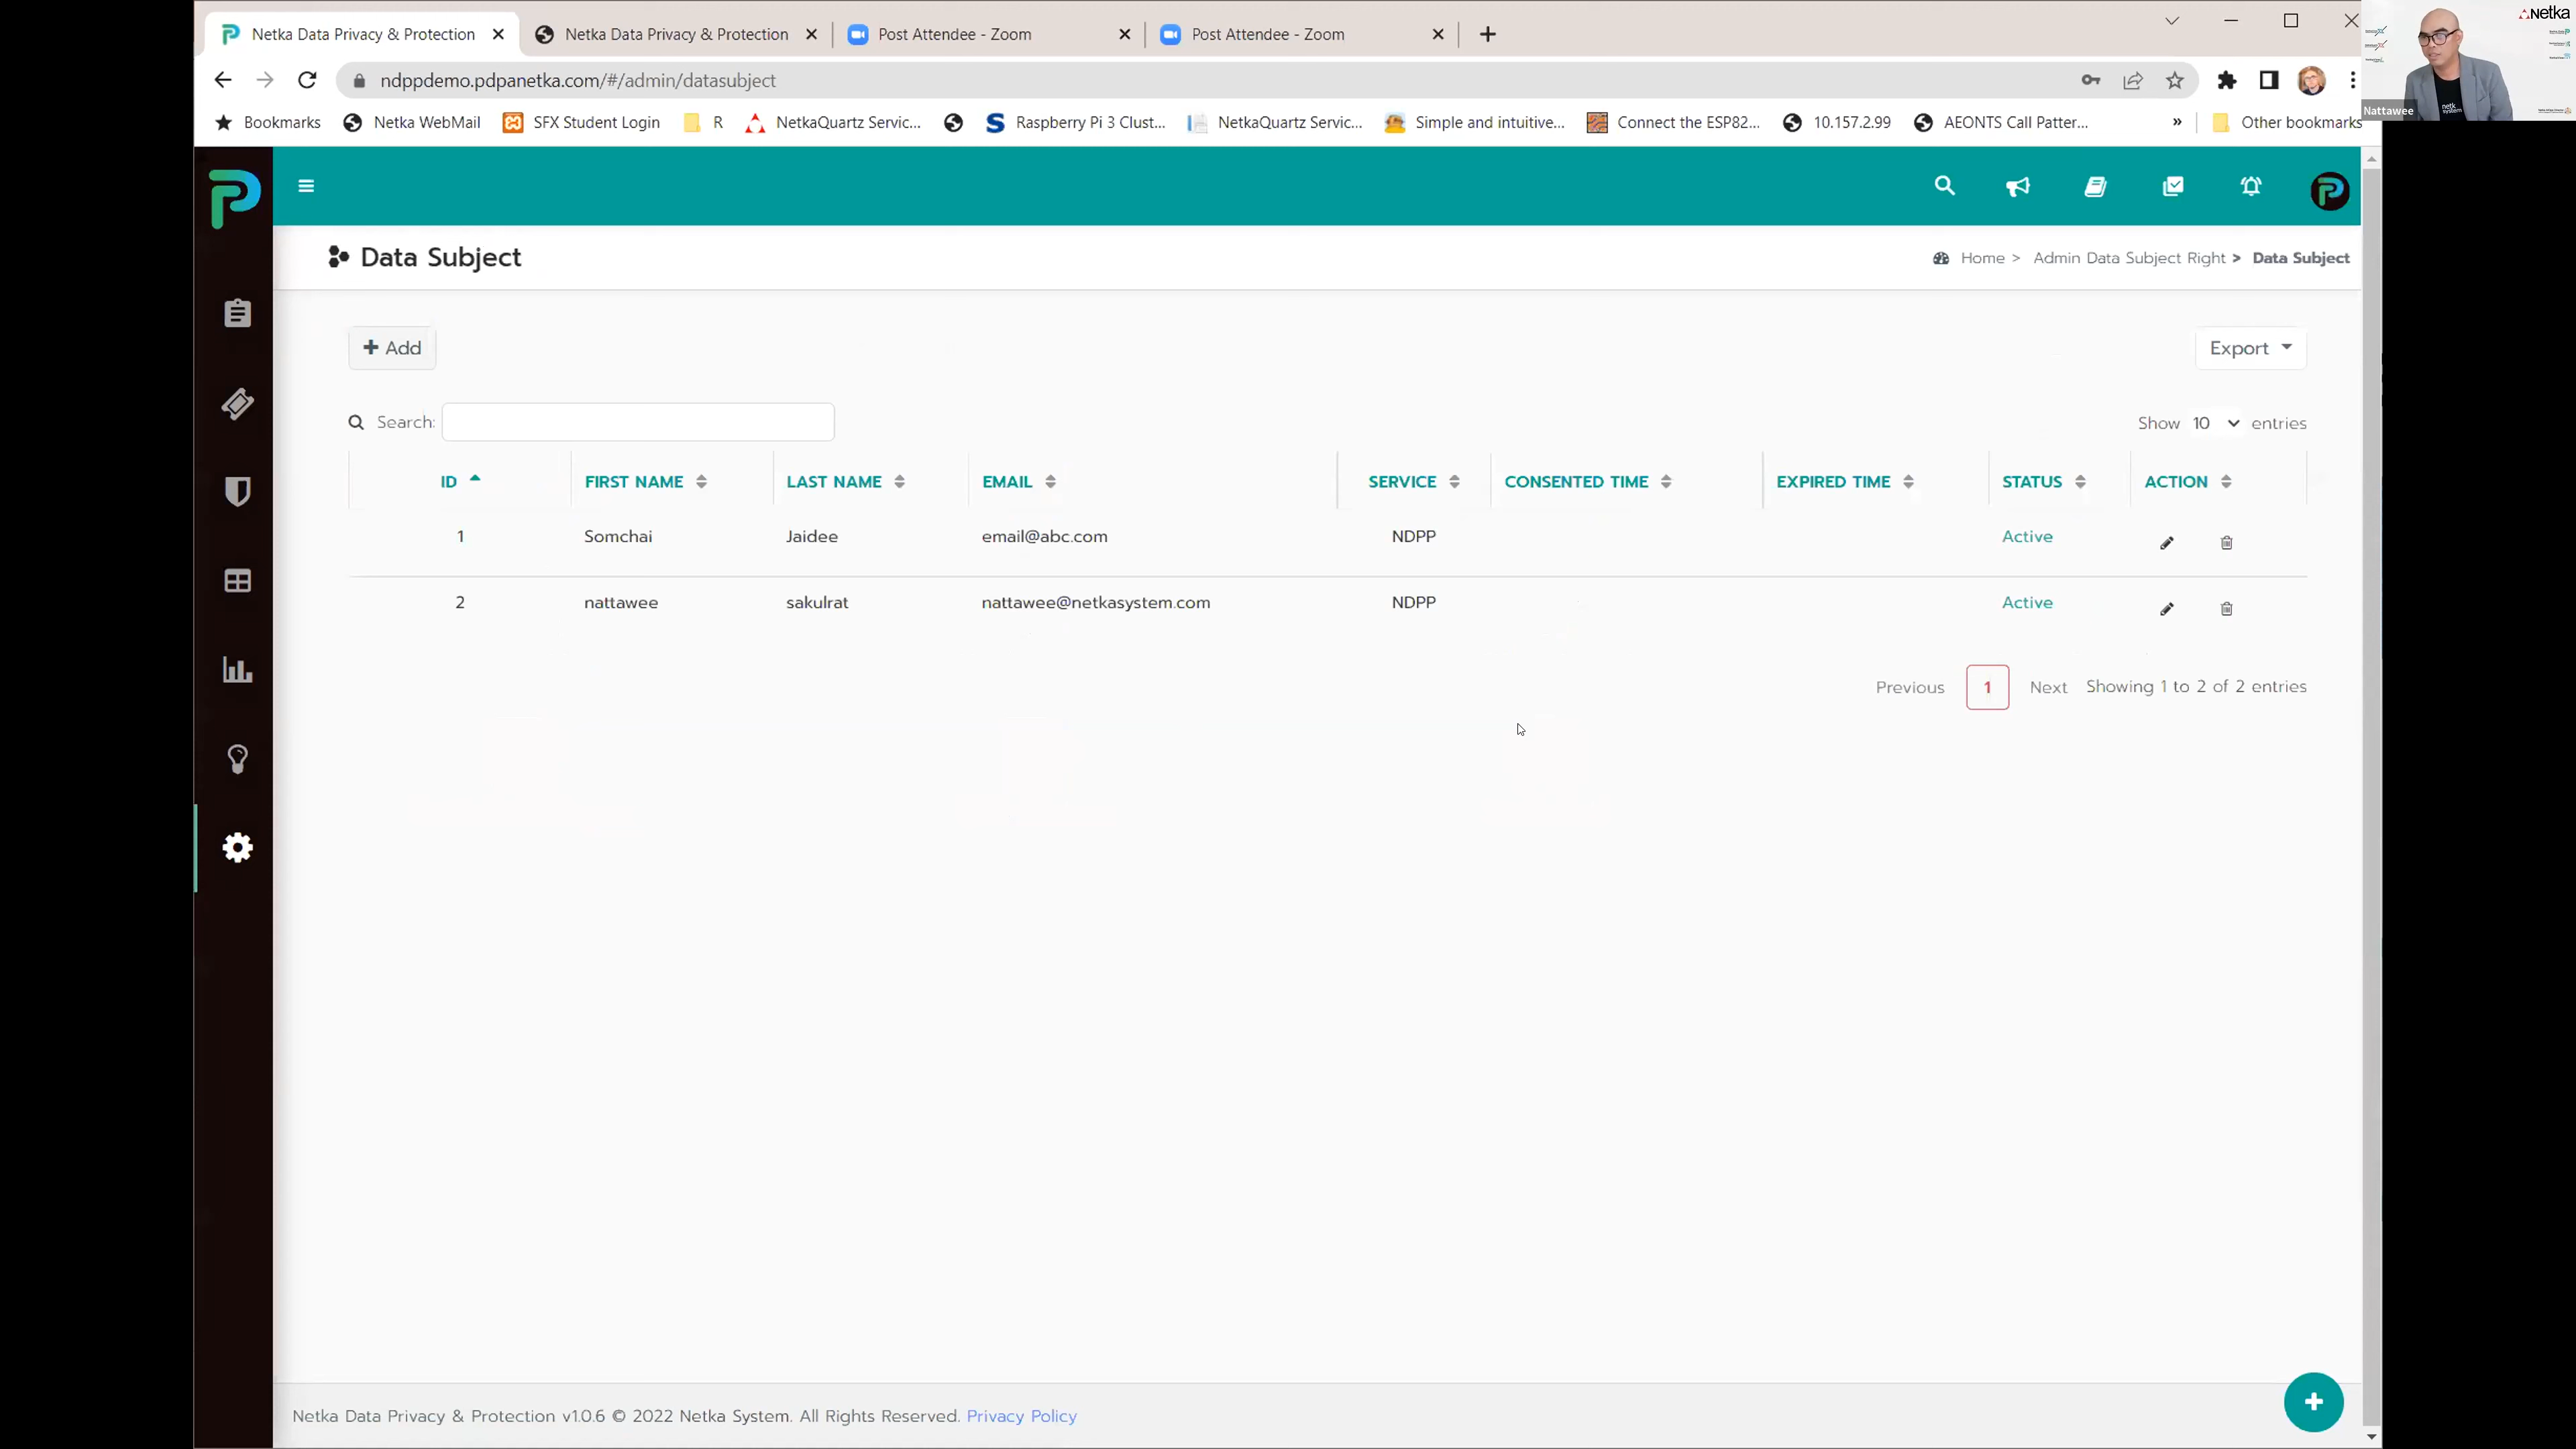 Netka Data Privacy & Protection
Netka Data Privacy & Protection
Post Attendee - Zoom
Post Attendee - Zoom
ndppdemo.pdpanetka.com/#/admin/datasubject
Bookmarks
Netka WebMail
SFX Student Login
R
NetkaQuartz Servic...
Raspberry Pi 3 Clust...
NetkaQuartz Servic...
Simple and intuitive...
Connect the ESP82...
10.157.2.99
AEONTS Call Patter...
»
Other bookmarks
Netka
netk
system
Nattawee
Data Subject
Home > Admin Data Subject Right > Data Subject
+ Add
Export
Search:
Show 10 entries
ID FIRST NAME LAST NAME EMAIL SERVICE CONSENTED TIME EXPIRED TIME STATUS ACTION
1 Somchai Jaidee email@abc.com NDPP Active
2 nattawee sakulrat nattawee@netkasystem.com NDPP Active
Previous 1 Next Showing 1 to 2 of 2 entries
Netka Data Privacy & Protection v1.0.6 © 2022 Netka System. All Rights Reserved. Privacy Policy